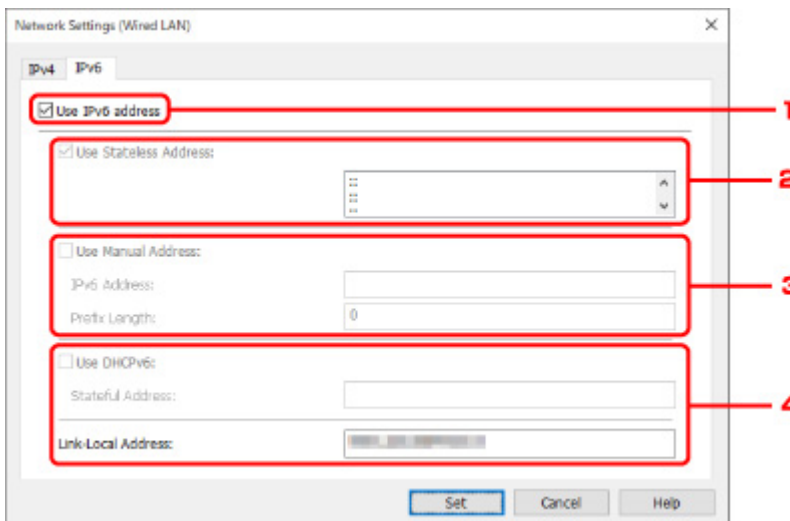 Network Settings (Wired LAN)
IPv4 IPv6
Use IPv6 address
1
Use Stateless Address:
::
::
::
2
Use Manual Address:
IPv6 Address:
3
Prefix Length: 0
Use DHCPv6:
Stateful Address:
4
Link-Local Address:
Set Cancel Help